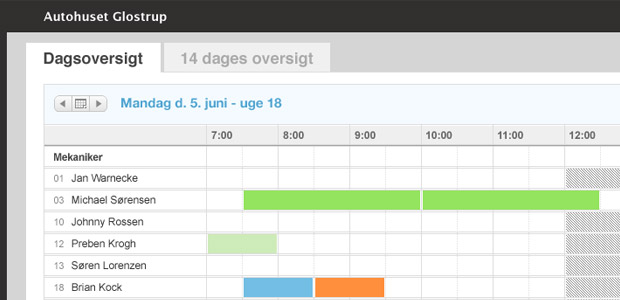 Autohuset Glostrup
Dagsoversigt 14 dages oversigt
Mandag d. 5. juni - uge 18
7:00 8:00 9:00 10:00 11:00 12:00
Mekaniker
01 Jan Warnecke
03 Michael Sørensen
10 Johnny Rossen
12 Preben Krogh
13 Søren Lorenzen
18 Brian Kock